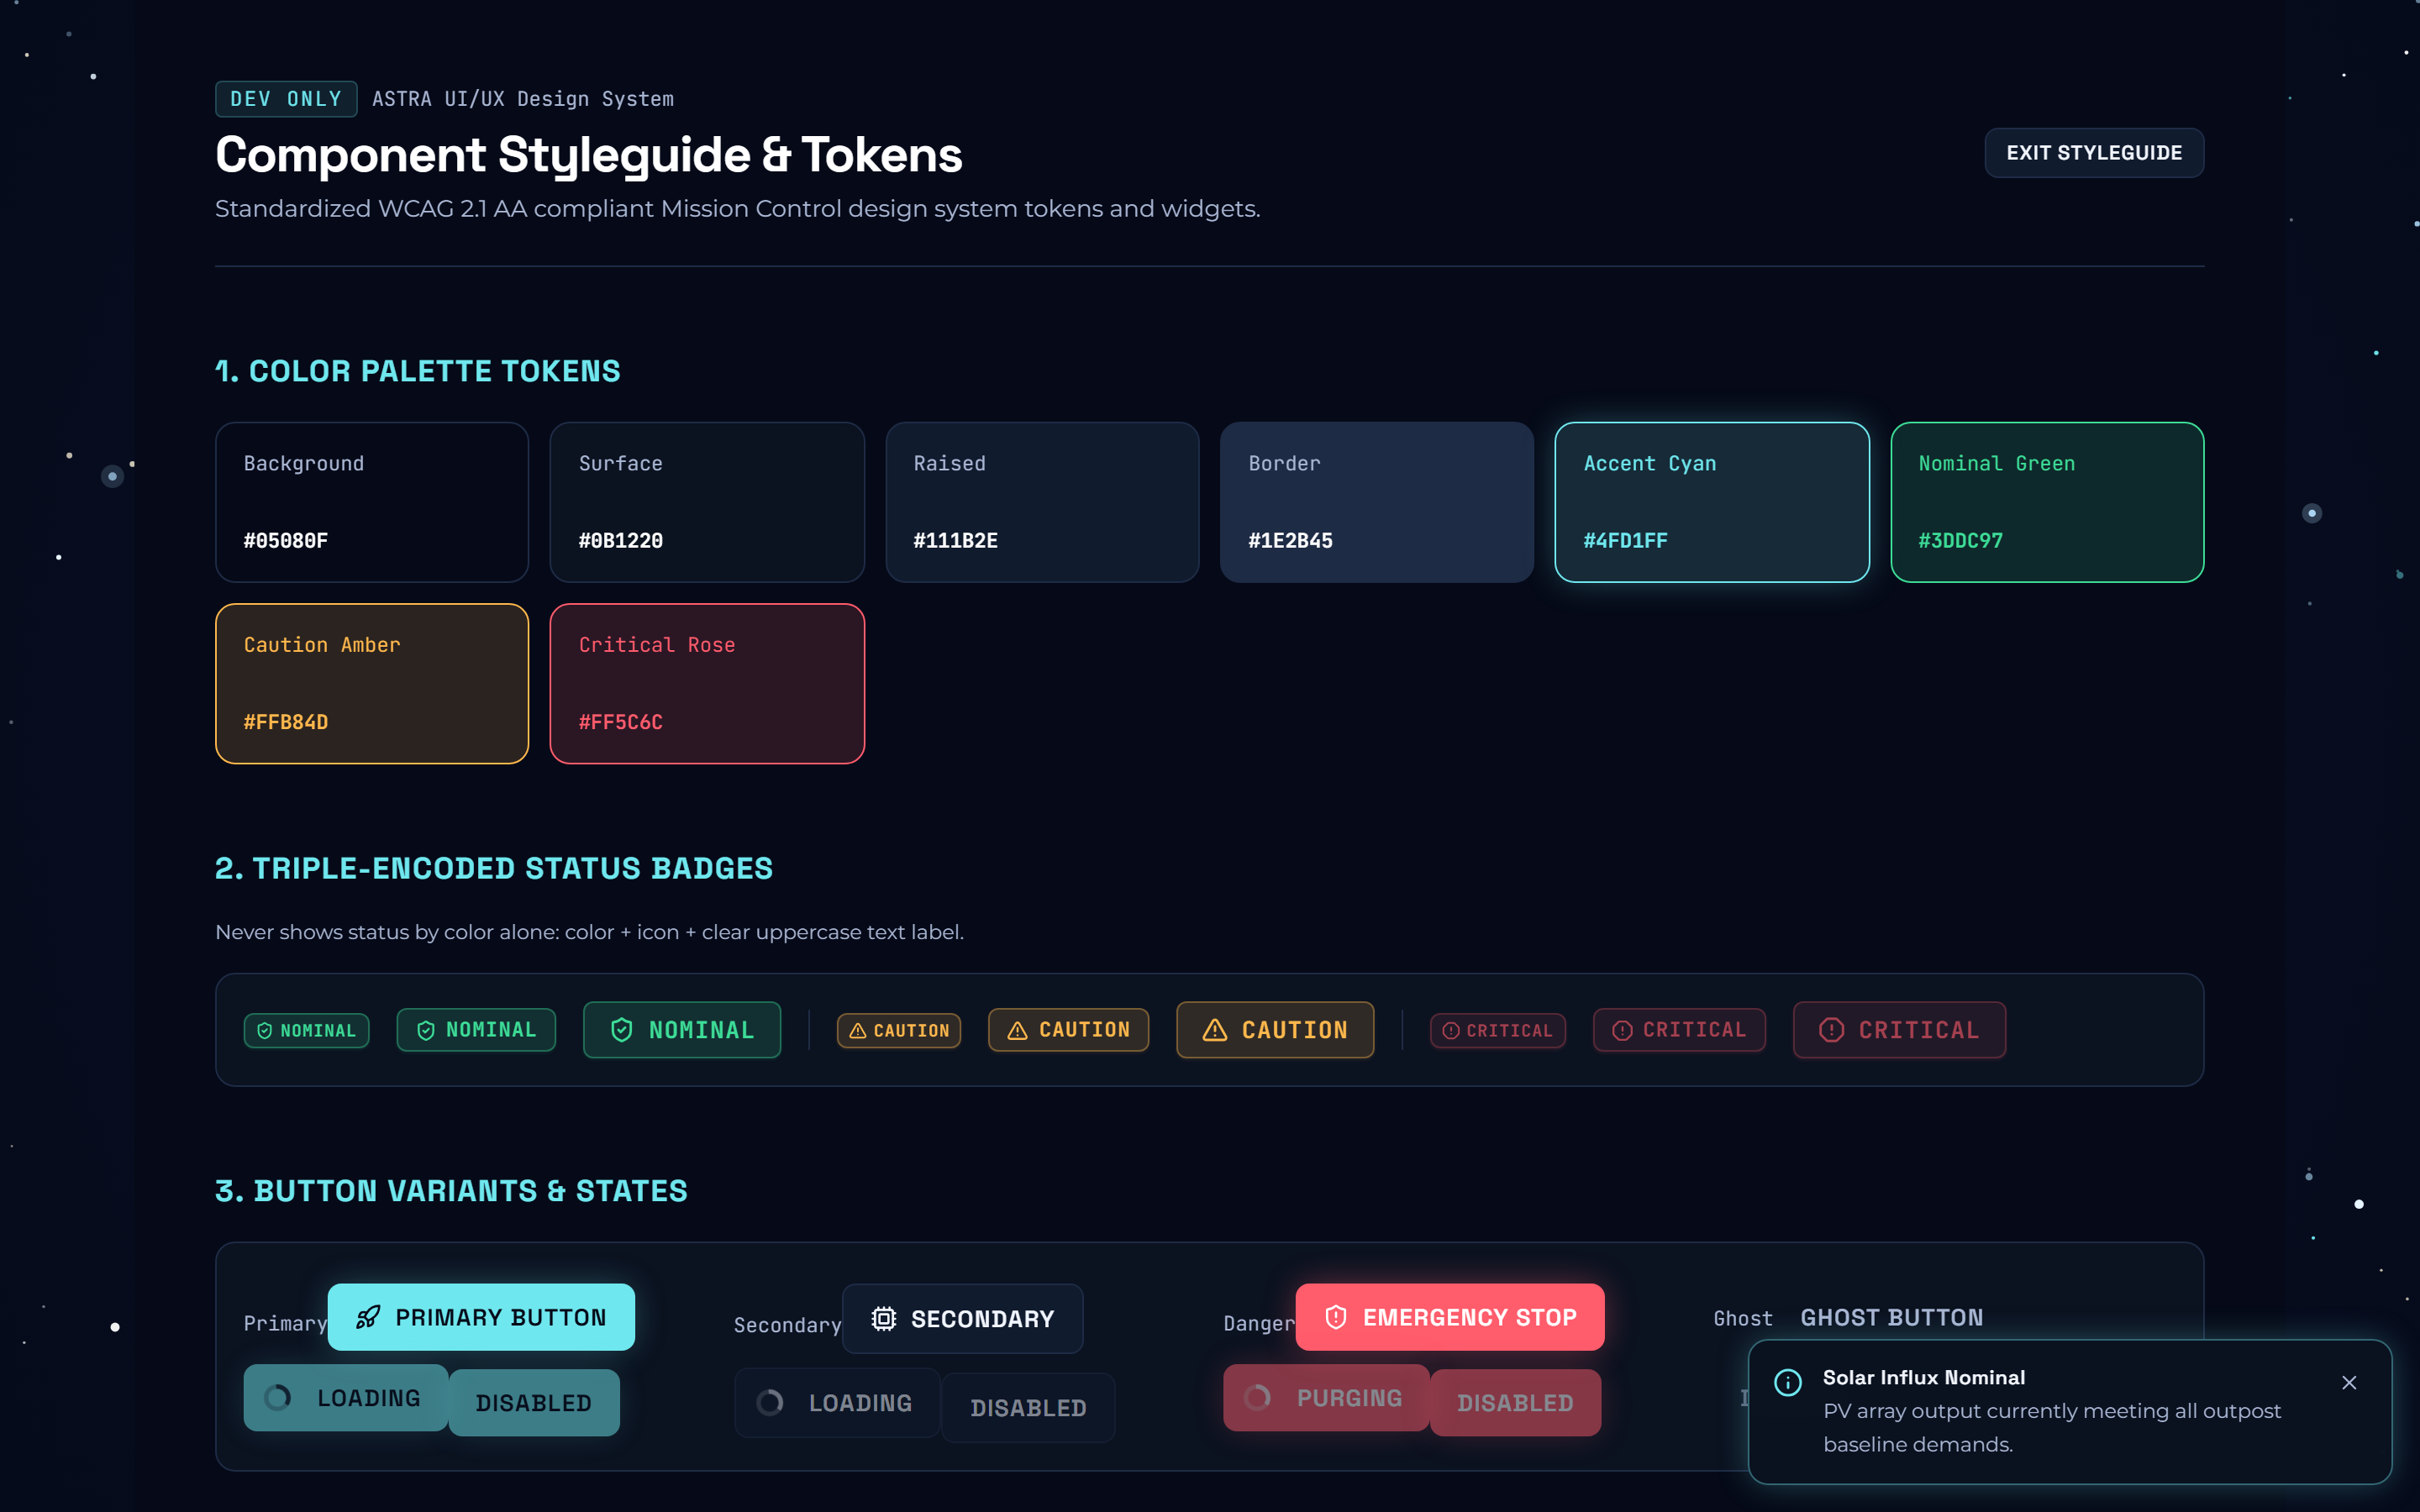 DEV ONLY ASTRA UI/UX Design System
Component Styleguide & Tokens
EXIT STYLEGUIDE
Standardized WCAG 2.1 AA compliant Mission Control design system tokens and widgets.
1. COLOR PALETTE TOKENS
Background
#05080F
Surface
#0B1220
Raised
#111B2E
Border
#1E2B45
Accent Cyan
#4FD1FF
Nominal Green
#3DDC97
Caution Amber
#FFB84D
Critical Rose
#FF5C6C
2. TRIPLE-ENCODED STATUS BADGES
Never shows status by color alone: color + icon + clear uppercase text label.
NOMINAL NOMINAL NOMINAL CAUTION CAUTION CAUTION CRITICAL CRITICAL CRITICAL
3. BUTTON VARIANTS & STATES
Primary PRIMARY BUTTON
LOADING DISABLED
Secondary SECONDARY
LOADING DISABLED
Danger EMERGENCY STOP
PURGING DISABLED
Ghost GHOST BUTTON
Solar Influx Nominal
PV array output currently meeting all outpost
baseline demands.